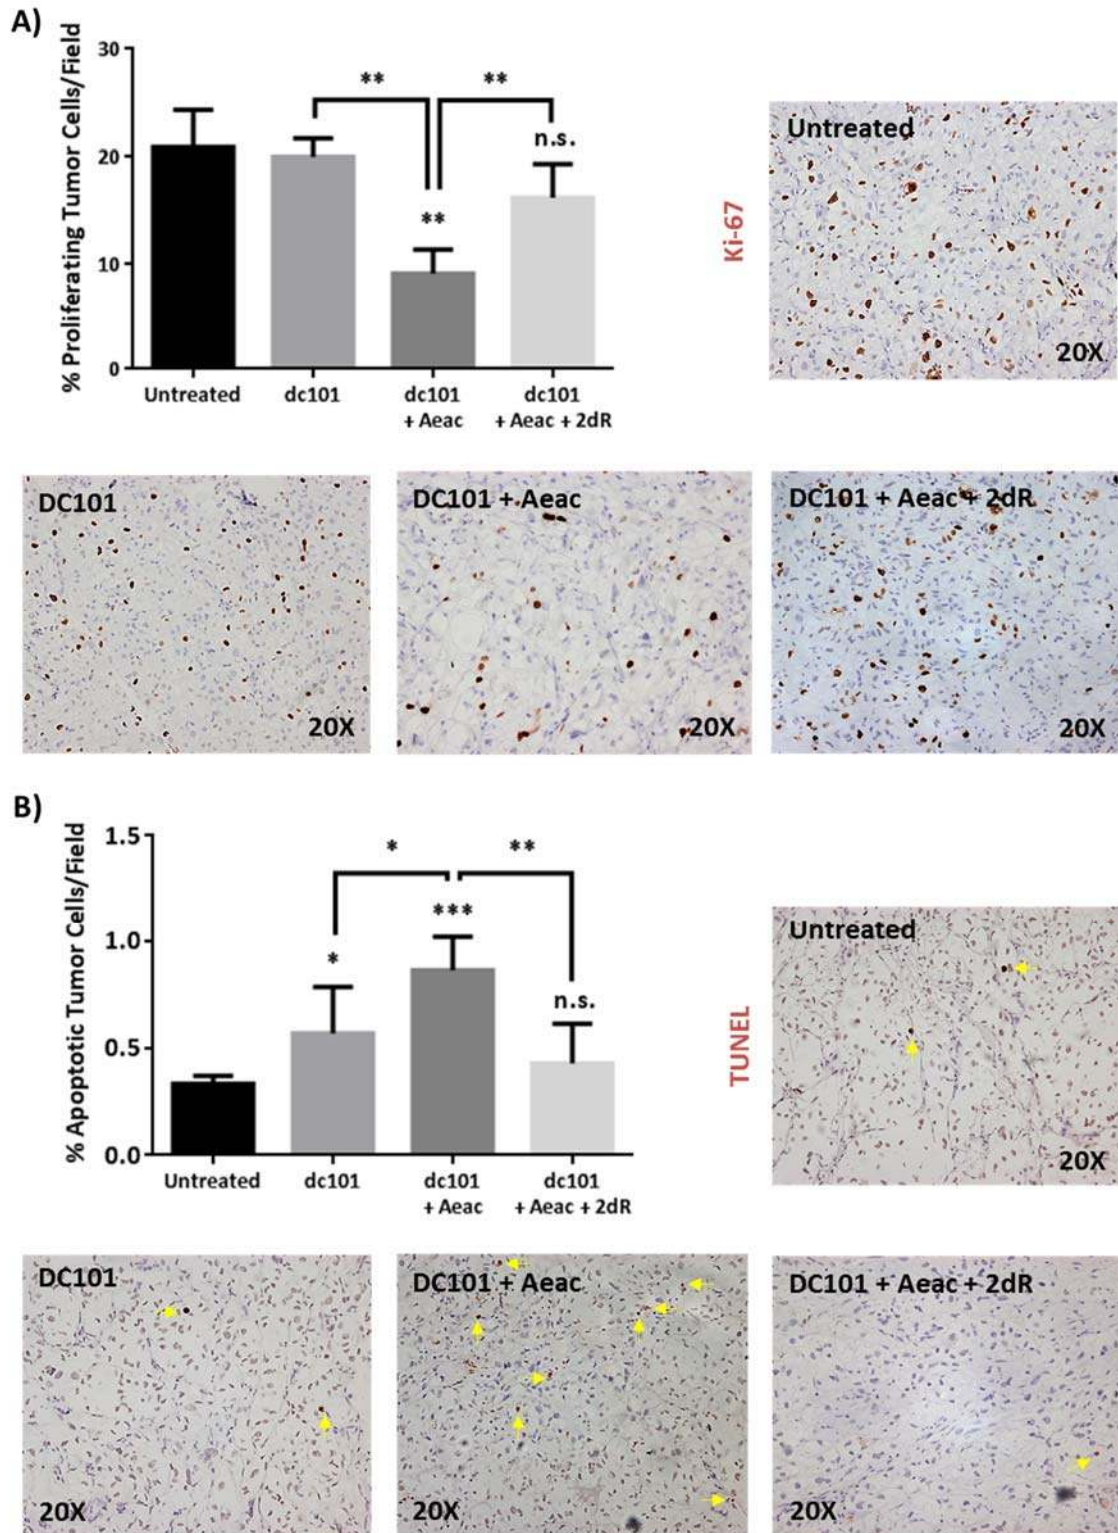 A)
% Proliferating Tumor Cells/Field
30
20
10
0
** **
n.s.
**
Untreated dc101 dc101 dc101
+ Aeac + Aeac + 2dR
Ki-67
Untreated
20X
DC101
20X
DC101 + Aeac
20X
DC101 + Aeac + 2dR
20X
B)
% Apoptotic Tumor Cells/Field
1.5
1.0
0.5
0.0
* **
***
*
n.s.
Untreated dc101 dc101 dc101
+ Aeac + Aeac + 2dR
TUNEL
Untreated
20X
DC101
20X
DC101 + Aeac
20X
DC101 + Aeac + 2dR
20X